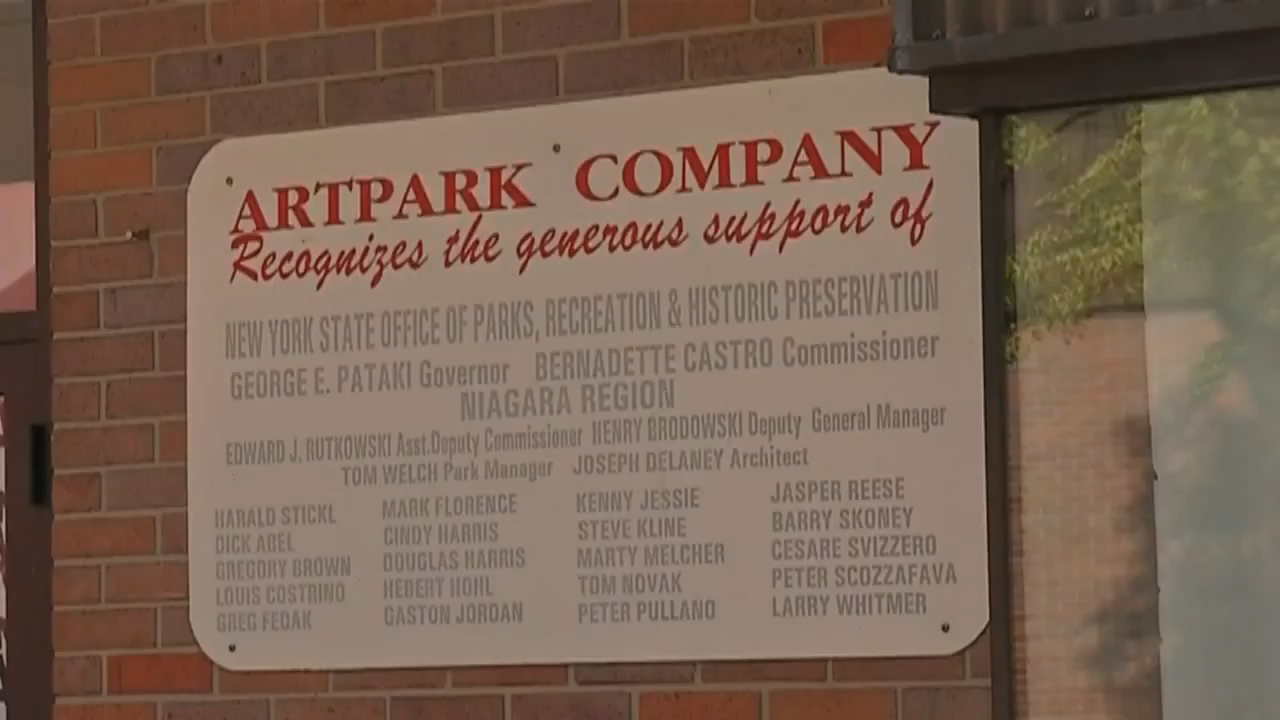 ARTPARK COMPANY
Recognizes the generous support of
NEW YORK STATE OFFICE OF PARKS, RECREATION & HISTORIC PRESERVATION
GEORGE E. PATAKI Governor BERNADETTE CASTRO Commissioner
NIAGARA REGION
EDWARD J. RUTKOWSKI Asst.Deputy Commissioner HENRY BRODOWSKI Deputy General Manager
TOM WELCH Park Manager JOSEPH DELANEY Architect
HARALD STICKL MARK FLORENCE KENNY JESSIE JASPER REESE
DICK ABEL CINDY HARRIS STEVE KLINE BARRY SKONEY
GREGORY BROWN DOUGLAS HARRIS MARTY MELCHER CESARE SVIZZERO
LOUIS COSTRINO HEBERT HOHL TOM NOVAK PETER SCOZZAFAVA
GREG FEDAK GASTON JORDAN PETER PULLANO LARRY WHITMER